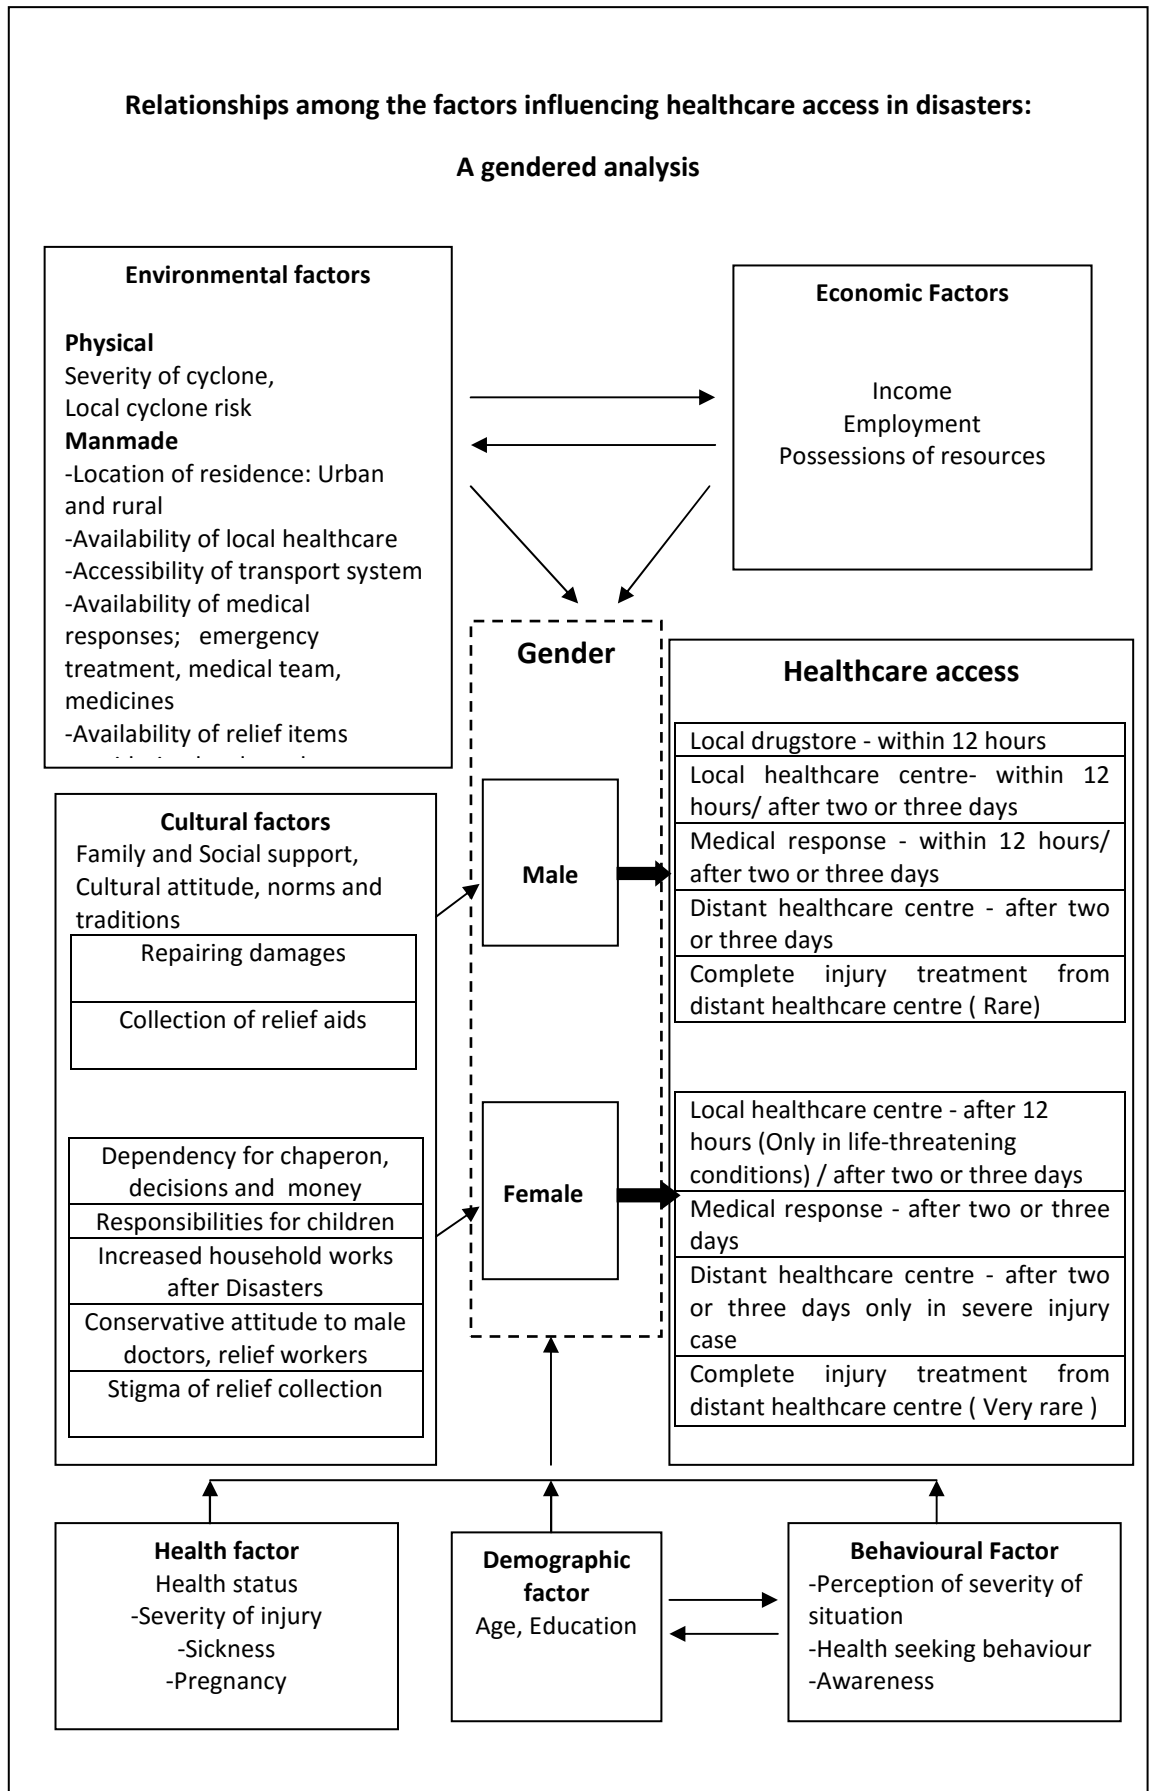 Relationships among the factors influencing healthcare access in disasters:
A gendered analysis
Environmental factors
Physical
Severity of cyclone,
Local cyclone risk
Manmade
-Location of residence: Urban
and rural
-Availability of local healthcare
-Accessibility of transport system
-Availability of medical
responses;   emergency
treatment, medical team,
medicines
-Availability of relief items
Economic Factors
Income
Employment
Possessions of resources
Gender
Male
Female
Healthcare access
Local drugstore - within 12 hours
Local healthcare centre- within 12
hours/ after two or three days
Medical response - within 12 hours/
after two or three days
Distant healthcare centre - after two
or three days
Complete injury treatment from
distant healthcare centre ( Rare)
Local healthcare centre - after 12
hours (Only in life-threatening
conditions) / after two or three days
Medical response - after two or three
days
Distant healthcare centre - after two
or three days only in severe injury
case
Complete injury treatment from
distant healthcare centre ( Very rare )
Cultural factors
Family and Social support,
Cultural attitude, norms and
traditions
Repairing damages
Collection of relief aids
Dependency for chaperon,
decisions and  money
Responsibilities for children
Increased household works
after Disasters
Conservative attitude to male
doctors, relief workers
Stigma of relief collection
Health factor
Health status
-Severity of injury
-Sickness
-Pregnancy
Demographic
factor
Age, Education
Behavioural Factor
-Perception of severity of
situation
-Health seeking behaviour
-Awareness